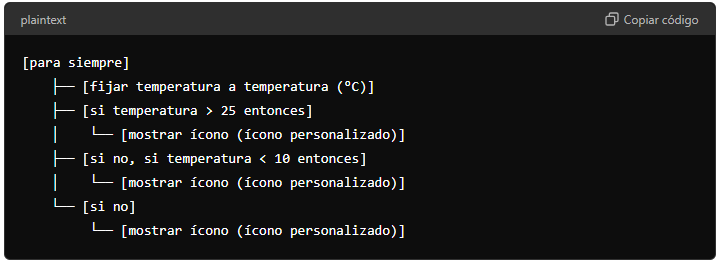 plaintext
Copiar código
[para siempre]
├── [fijar temperatura a temperatura (ºC)]
├── [si temperatura > 25 entonces]
│   └── [mostrar ícono (ícono personalizado)]
├── [si no, si temperatura < 10 entonces]
│   └── [mostrar ícono (ícono personalizado)]
└── [si no]
    └── [mostrar ícono (ícono personalizado)]